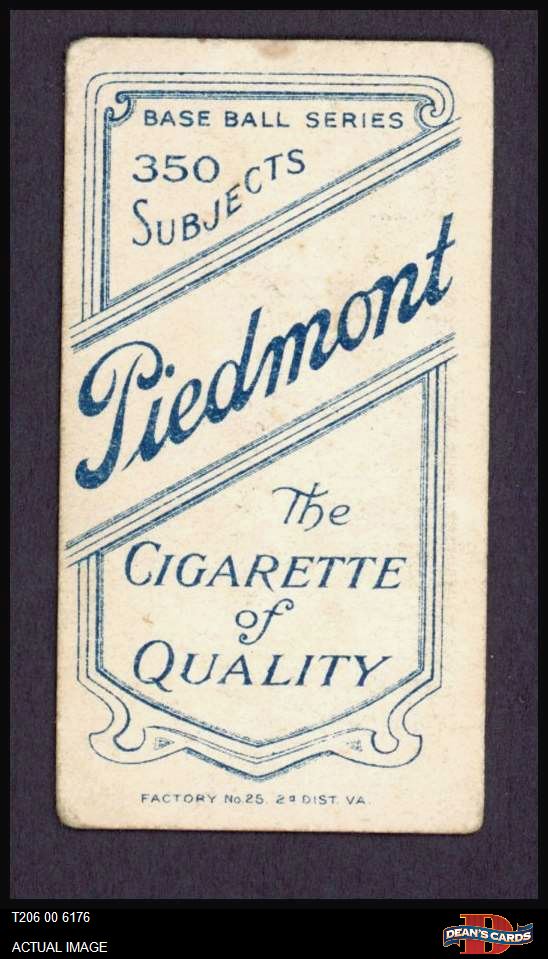 BASE BALL SERIES
350
SUBJECTS
Piedmont
The
CIGARETTE
of
QUALITY
FACTORY No. 25. 2d DIST. VA.
T206 00 6176
ACTUAL IMAGE
D
DEAN'S CARDS